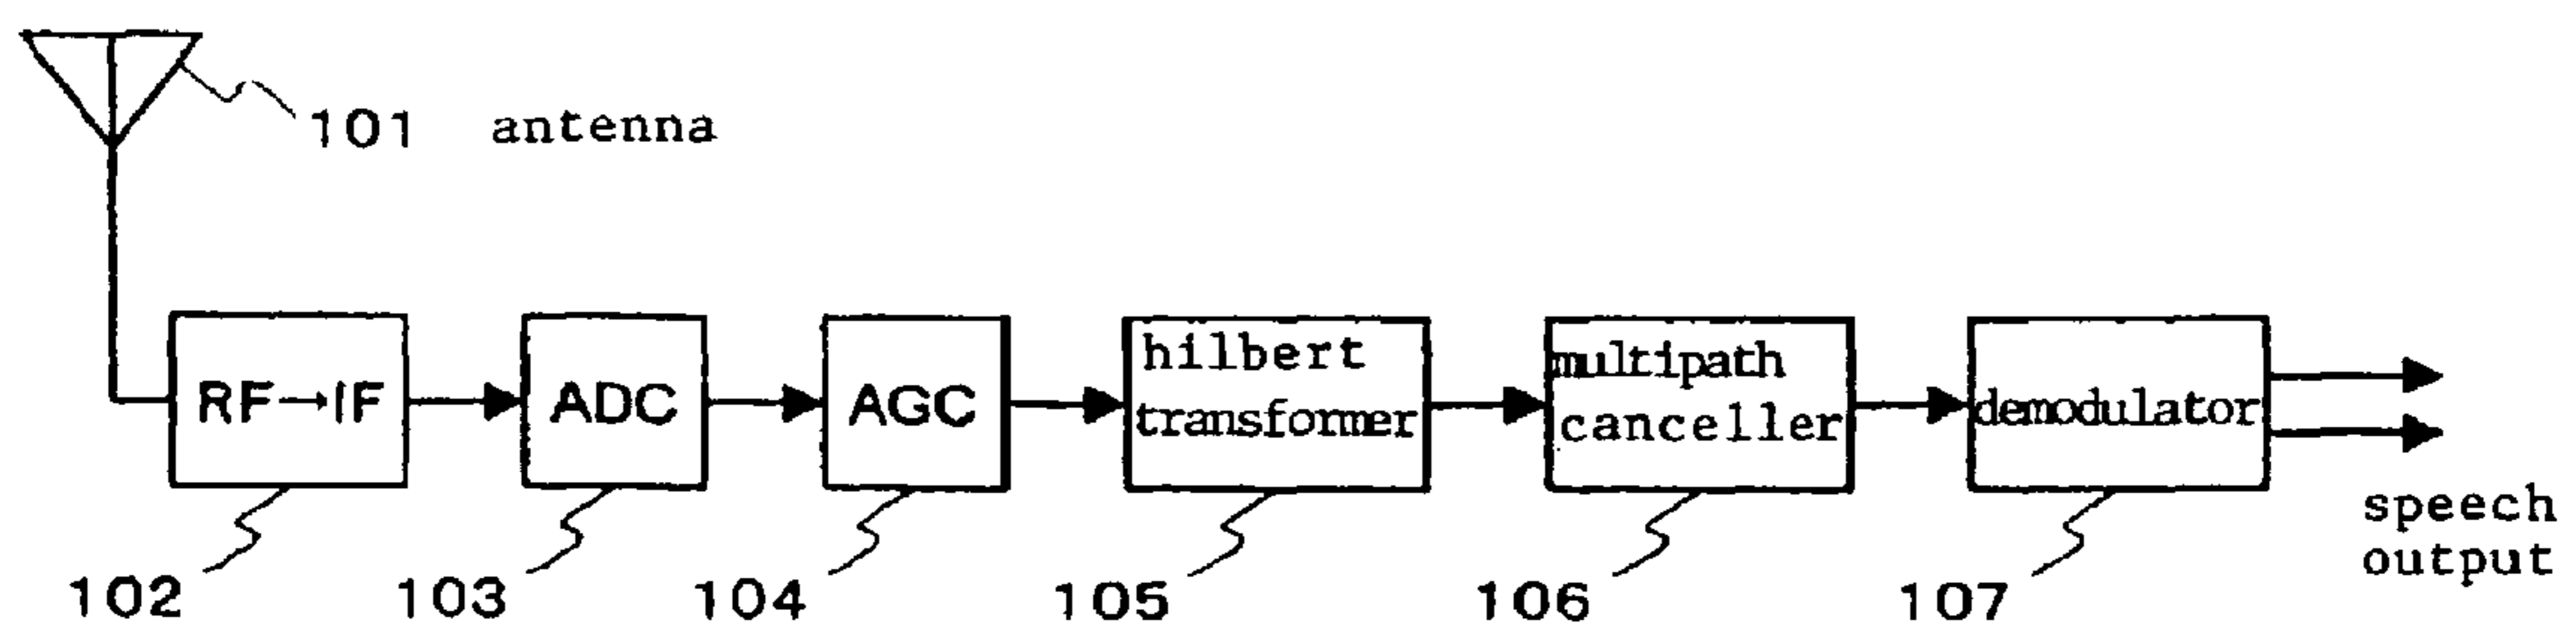 101 antenna
RF→IF
ADC
AGC
hilbert
transformer
multipath
canceller
demodulator
speech
output
102
103
104
105
106
107